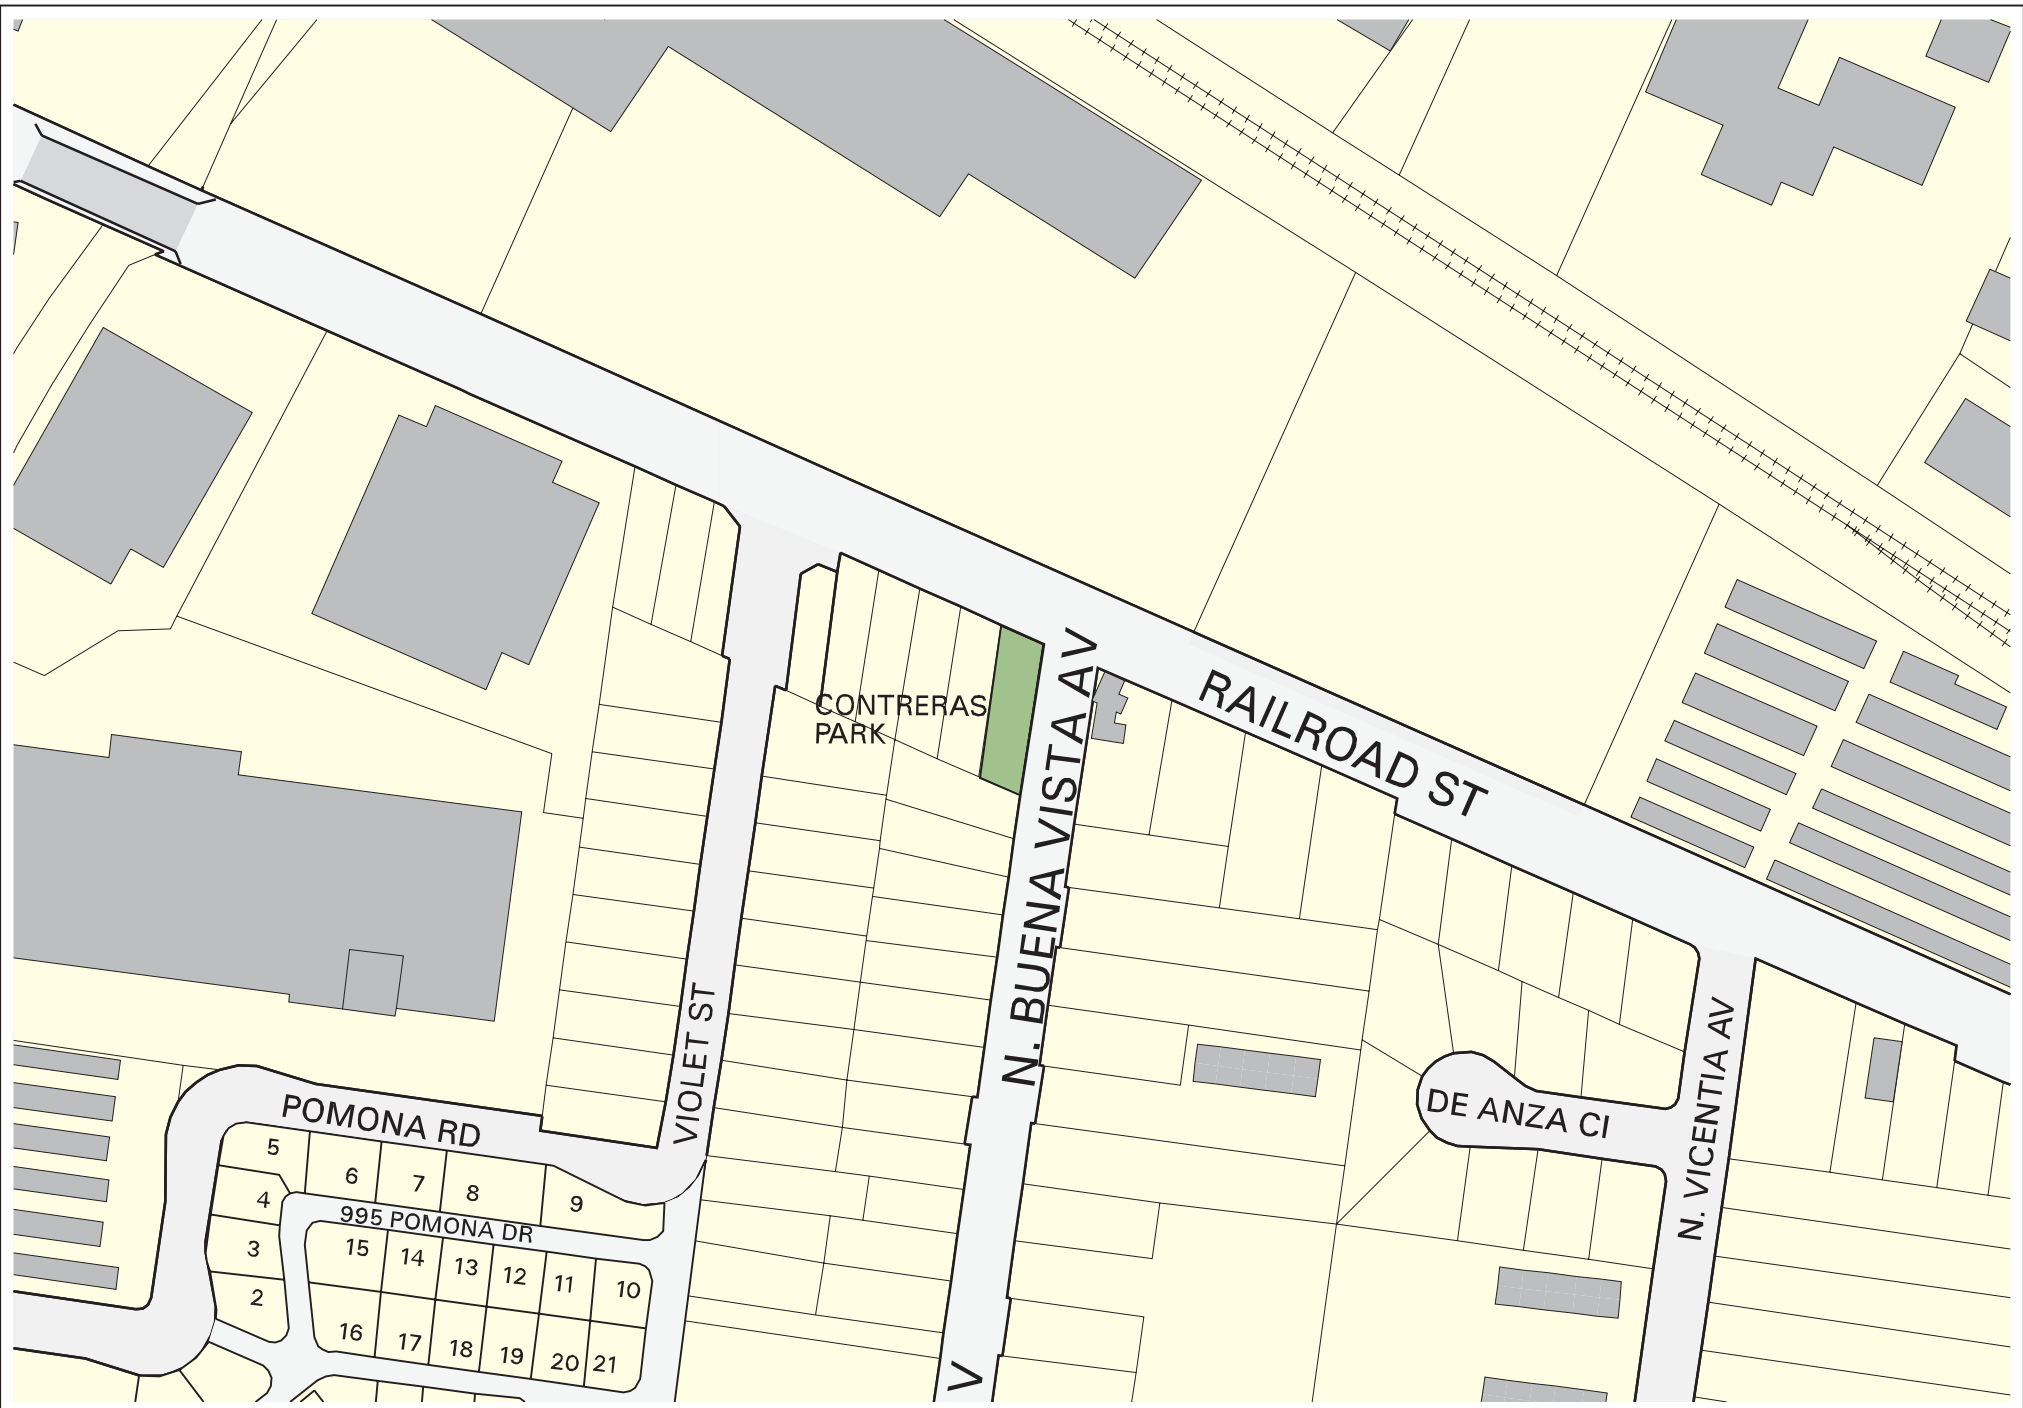 RAILROAD ST
N. BUENA VISTA AV
CONTRERAS
PARK
VIOLET ST
N. VICENTIA AV
DE ANZA CI
POMONA RD
995 POMONA DR
5
6
7
8
9
4
3
2
15
14
13
12
11
10
16
17
18
19
20
21
V